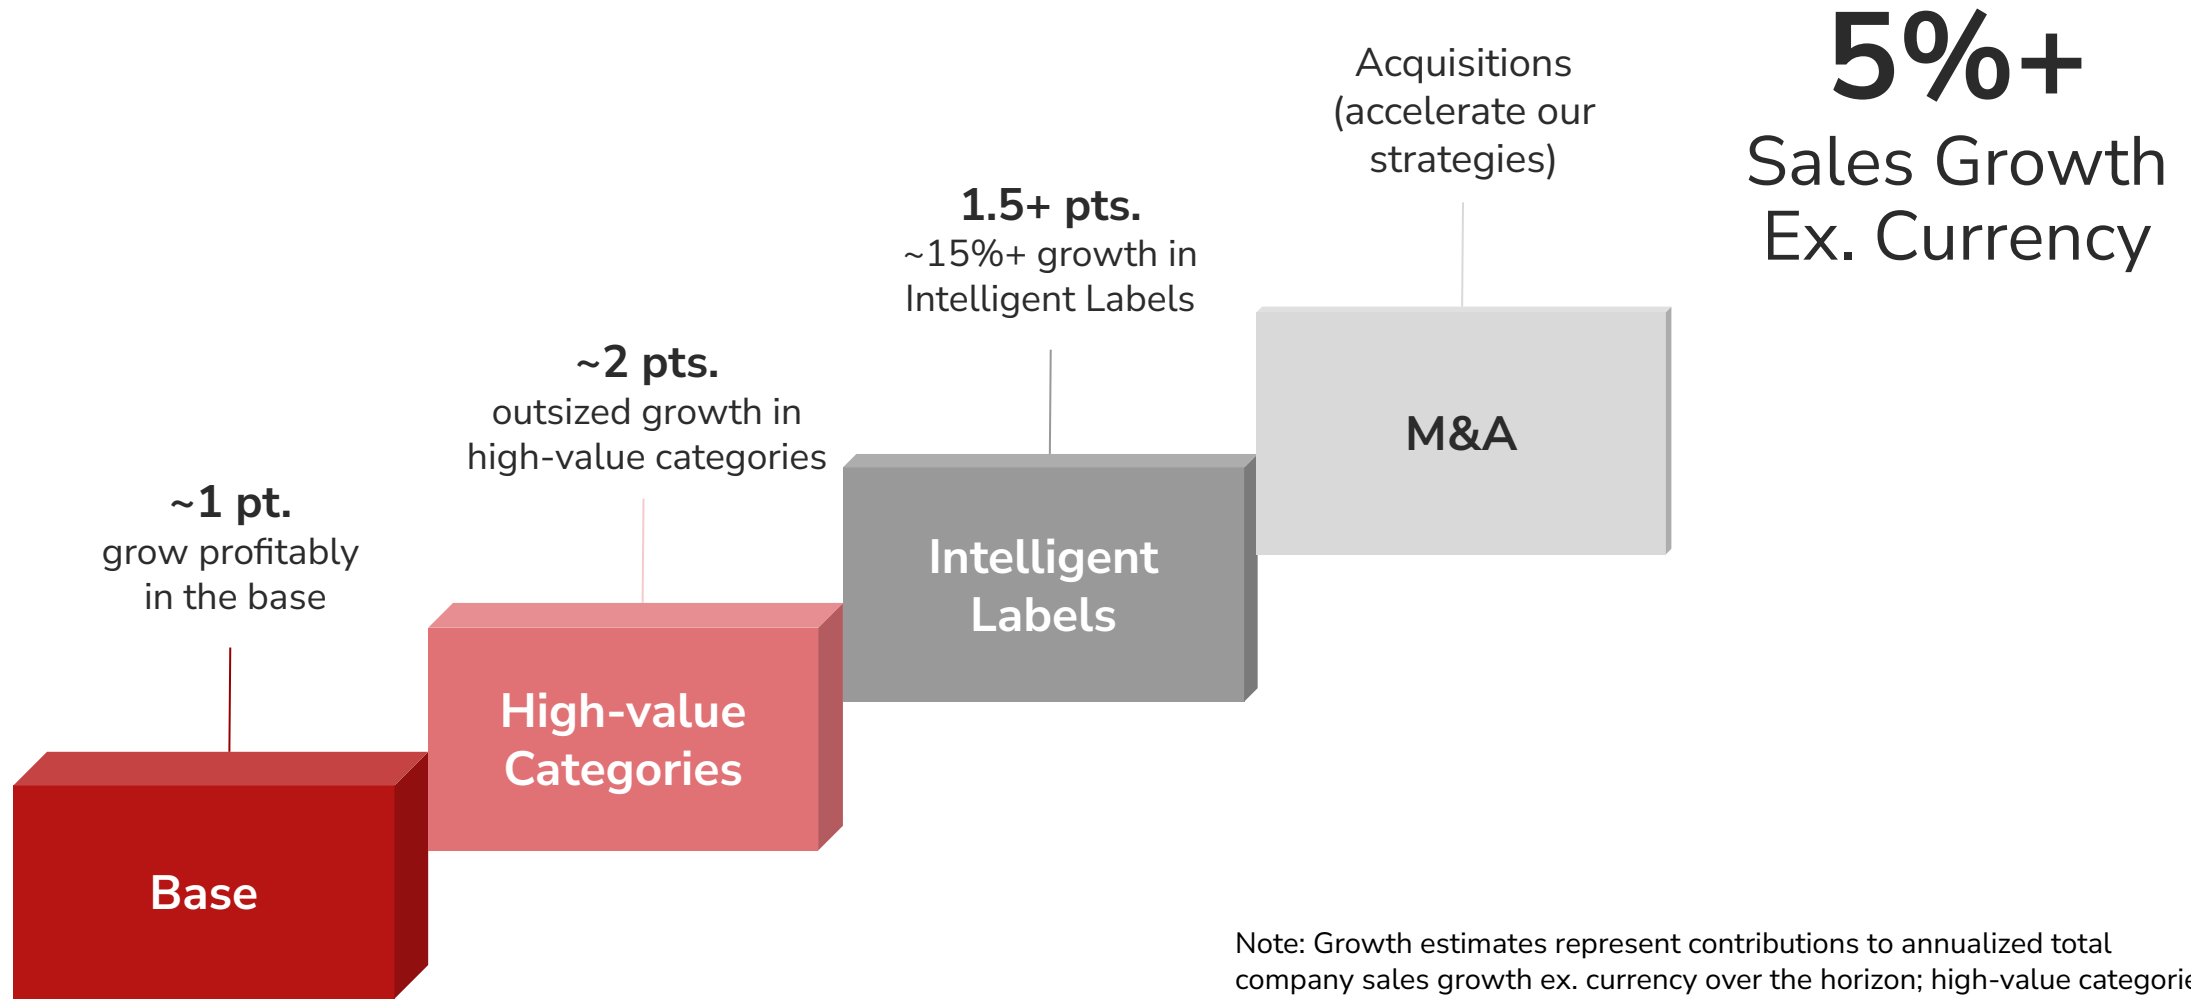 5%+
Sales Growth
Ex. Currency
Acquisitions
(accelerate our
strategies)
1.5+ pts.
~15%+ growth in
Intelligent Labels
~2 pts.
outsized growth in
high-value categories
~1 pt.
grow profitably
in the base
M&A
Intelligent
Labels
High-value
Categories
Base
Note: Growth estimates represent contributions to annualized total
company sales growth ex. currency over the horizon; high-value